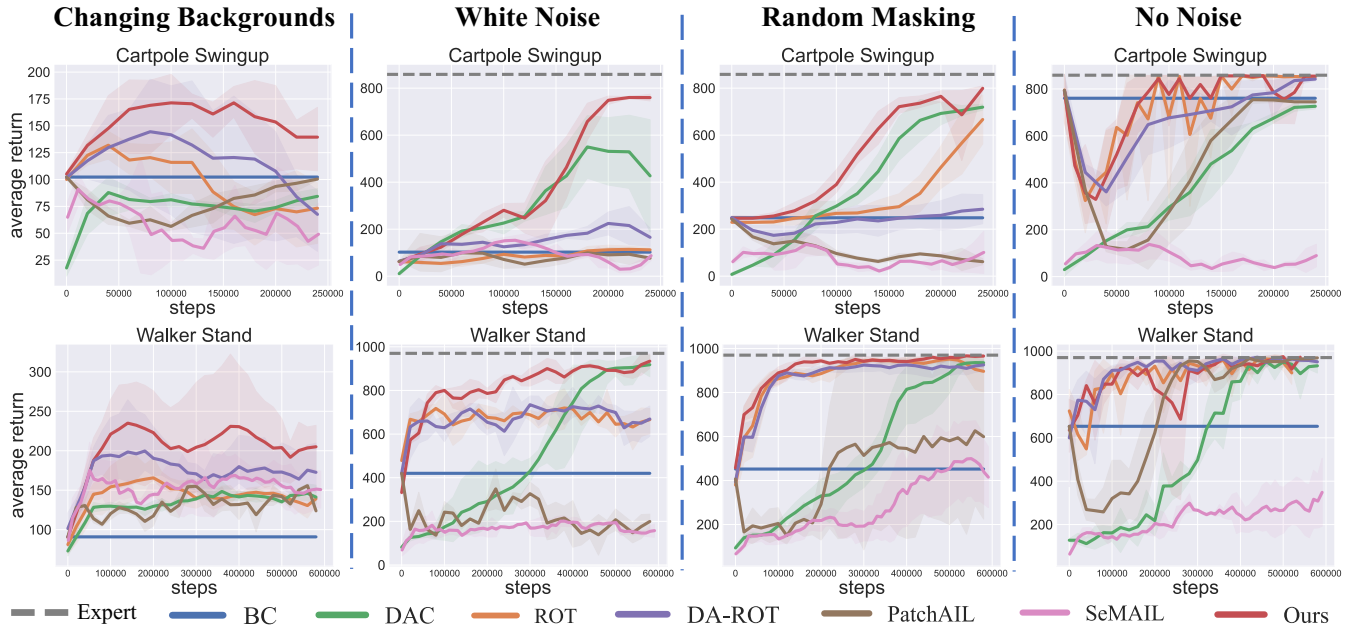 Changing Backgrounds
White Noise
Random Masking
No Noise
Cartpole Swingup
Cartpole Swingup
Cartpole Swingup
Cartpole Swingup
average return
200
175
150
125
100
75
50
25
0 50000 100000 150000 200000 250000
steps
800
600
400
200
0
0 50000 100000 150000 200000 250000
steps
800
600
400
200
0
0 50000 100000 150000 200000 250000
steps
800
600
400
200
0
0 50000 100000 150000 200000 250000
steps
Walker Stand
Walker Stand
Walker Stand
Walker Stand
average return
300
250
200
150
100
0 100000 200000 300000 400000 500000 600000
steps
1000
800
600
400
200
0
0 100000 200000 300000 400000 500000 600000
steps
1000
800
600
400
200
0 100000 200000 300000 400000 500000 600000
steps
1000
800
600
400
200
0
0 100000 200000 300000 400000 500000 600000
steps
Expert BC DAC ROT DA-ROT PatchAIL SeMAIL Ours